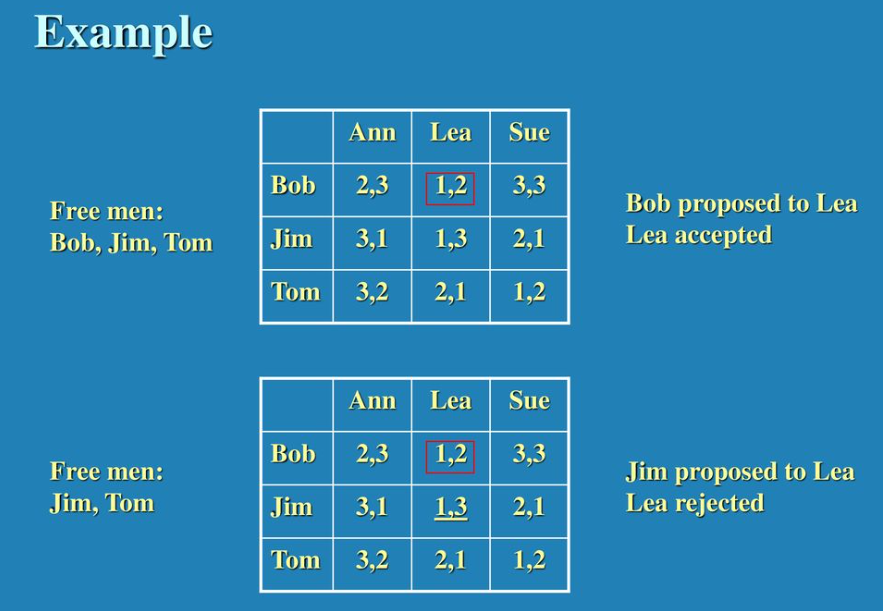 Example
Ann Lea Sue
Bob 2,3 1,2 3,3
Jim 3,1 1,3 2,1
Tom 3,2 2,1 1,2
Free men:
Bob, Jim, Tom
Bob proposed to Lea
Lea accepted
Ann Lea Sue
Bob 2,3 1,2 3,3
Jim 3,1 1,3 2,1
Tom 3,2 2,1 1,2
Free men:
Jim, Tom
Jim proposed to Lea
Lea rejected